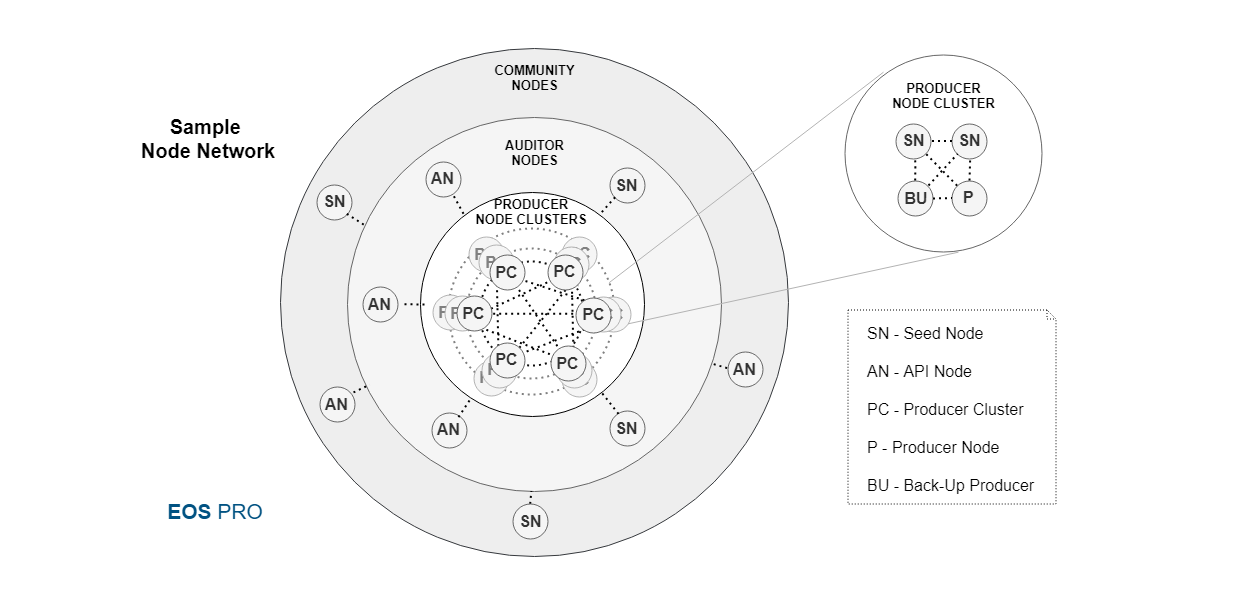 Sample
Node Network
COMMUNITY
NODES
AUDITOR
NODES
PRODUCER
NODE CLUSTERS
SN
AN
SN
AN
AN
AN
SN
AN
SN
PC
PC
PC
PC
PC
PC
PRODUCER
NODE CLUSTER
SN SN
BU P
SN - Seed Node
AN - API Node
PC - Producer Cluster
P - Producer Node
BU - Back-Up Producer
EOS PRO